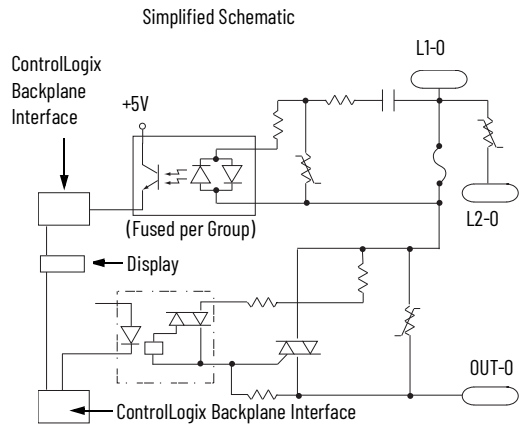 Simplified Schematic
L1-0
ControlLogix
Backplane
Interface
+5V
L2-0
(Fused per Group)
Display
OUT-0
ControlLogix Backplane Interface